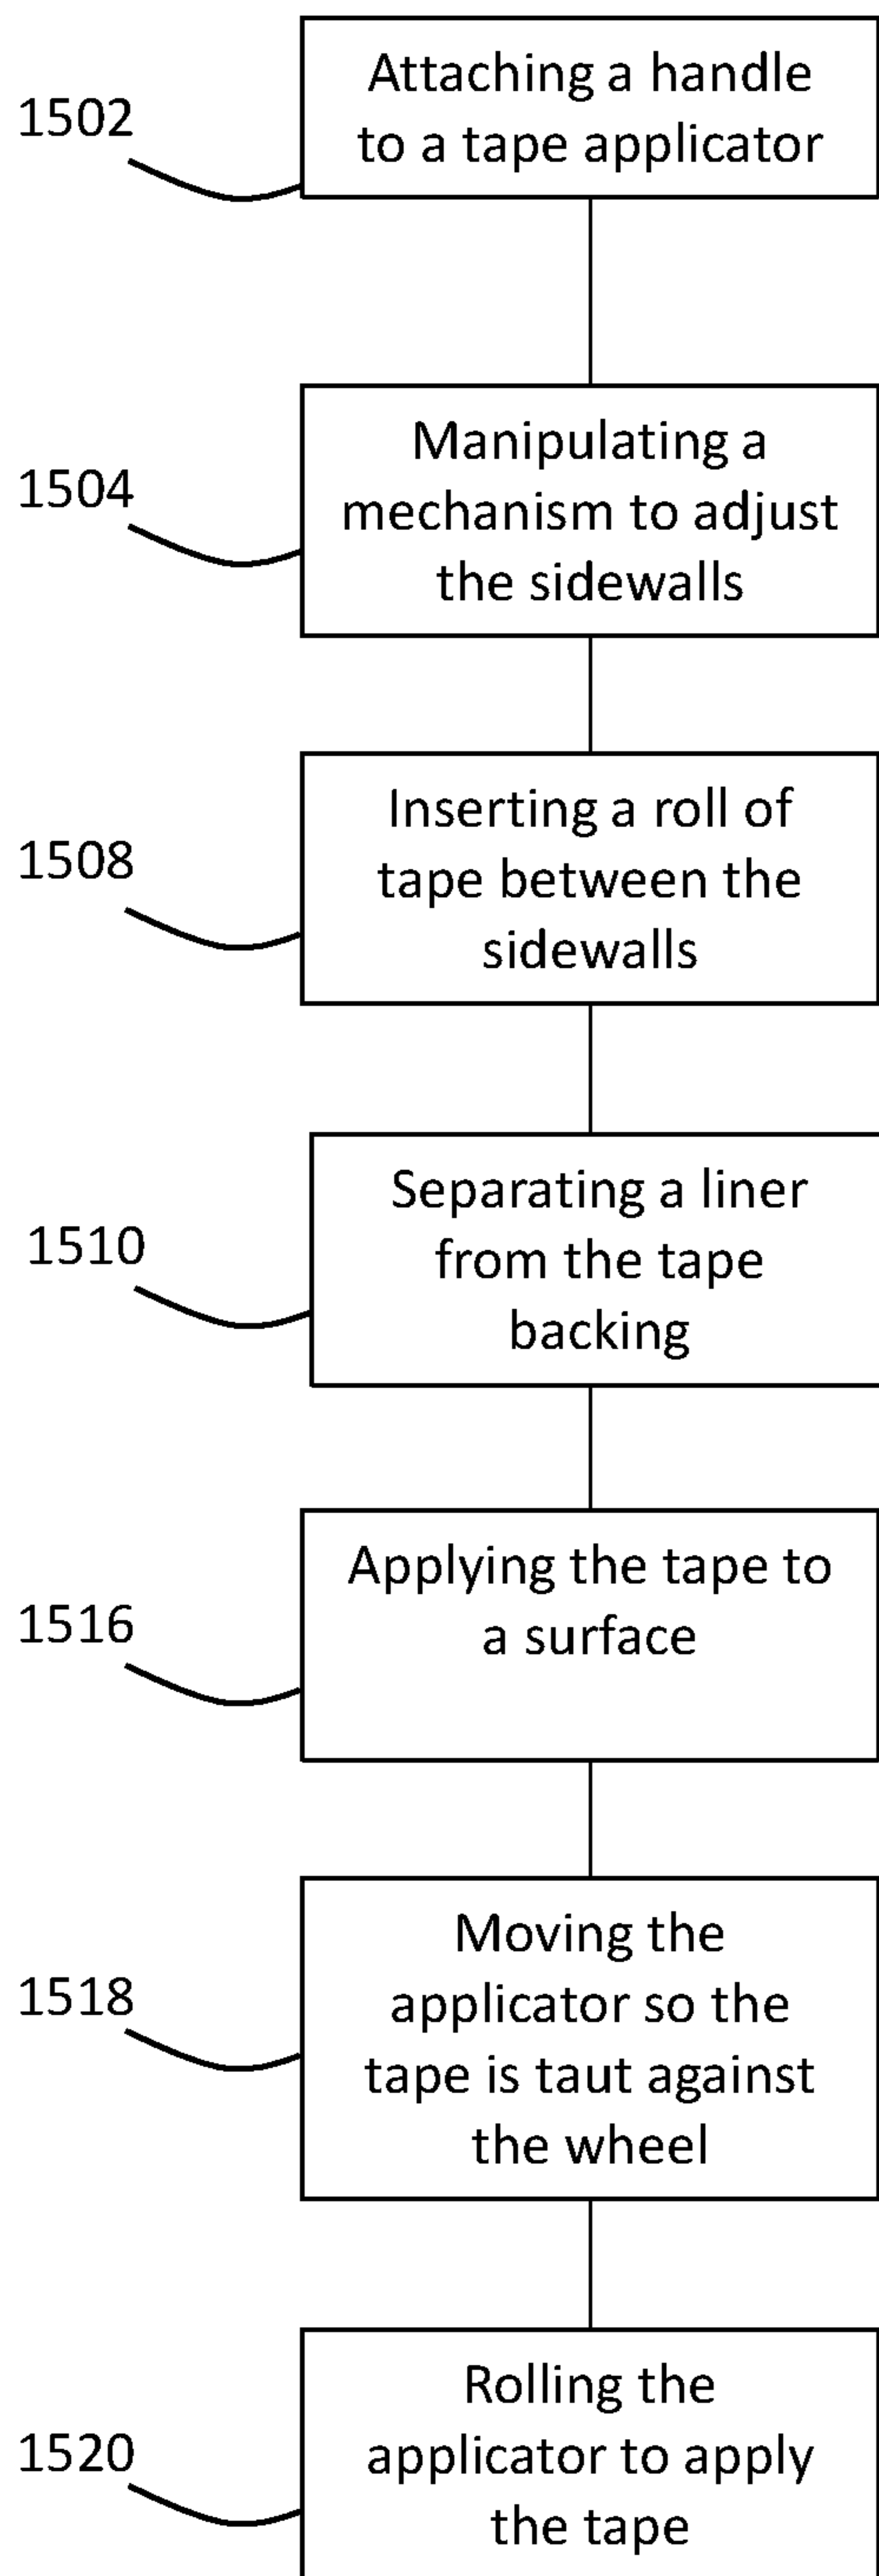 1502
Attaching a handle
to a tape applicator
1504
Manipulating a
mechanism to adjust
the sidewalls
1508
Inserting a roll of
tape between the
sidewalls
1510
Separating a liner
from the tape
backing
1516
Applying the tape to
a surface
1518
Moving the
applicator so the
tape is taut against
the wheel
1520
Rolling the
applicator to apply
the tape